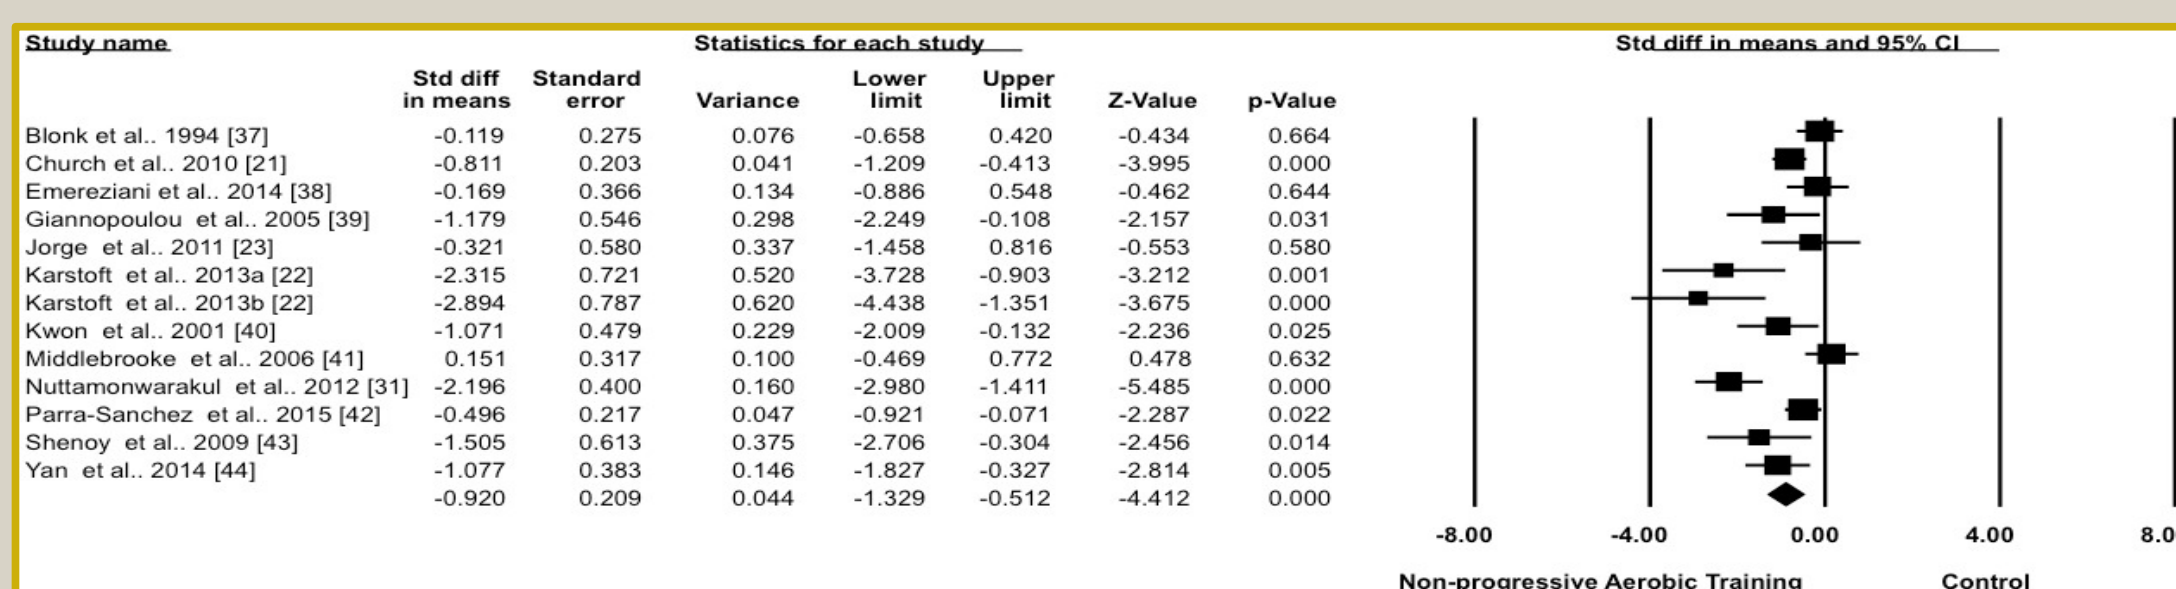 Study name Statistics for each study Std diff in means and 95% CI
Std diff Standard Lower Upper
in means error Variance limit limit Z-Value p-Value
Blonk et al.. 1994 [37] -0.119 0.275 0.076 -0.658 0.420 -0.434 0.664
Church et al.. 2010 [21] -0.811 0.203 0.041 -1.209 -0.413 -3.995 0.000
Emereziani et al.. 2014 [38] -0.169 0.366 0.134 -0.886 0.548 -0.462 0.644
Giannopoulou et al.. 2005 [39] -1.179 0.546 0.298 -2.249 -0.108 -2.157 0.031
Jorge et al.. 2011 [23] -0.321 0.580 0.337 -1.458 0.816 -0.553 0.580
Karstoft et al.. 2013a [22] -2.315 0.721 0.520 -3.728 -0.903 -3.212 0.001
Karstoft et al.. 2013b [22] -2.894 0.787 0.620 -4.438 -1.351 -3.675 0.000
Kwon et al.. 2001 [40] -1.071 0.479 0.229 -2.009 -0.132 -2.236 0.025
Middlebrooke et al.. 2006 [41] 0.151 0.317 0.100 -0.469 0.772 0.478 0.632
Nuttamonwarakul et al.. 2012 [31] -2.196 0.400 0.160 -2.980 -1.411 -5.485 0.000
Parra-Sanchez et al.. 2015 [42] -0.496 0.217 0.047 -0.921 -0.071 -2.287 0.022
Shenoy et al.. 2009 [43] -1.505 0.613 0.375 -2.706 -0.304 -2.456 0.014
Yan et al.. 2014 [44] -1.077 0.383 0.146 -1.827 -0.327 -2.814 0.005
-0.920 0.209 0.044 -1.329 -0.512 -4.412 0.000
-8.00 -4.00 0.00 4.00 8.0
Non-progressive Aerobic Training Control